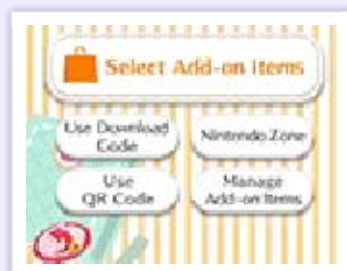 Select Add-on Items
Use Download
Code
Nintendo Zone
Use
QR Code
Manage
Add-on Items